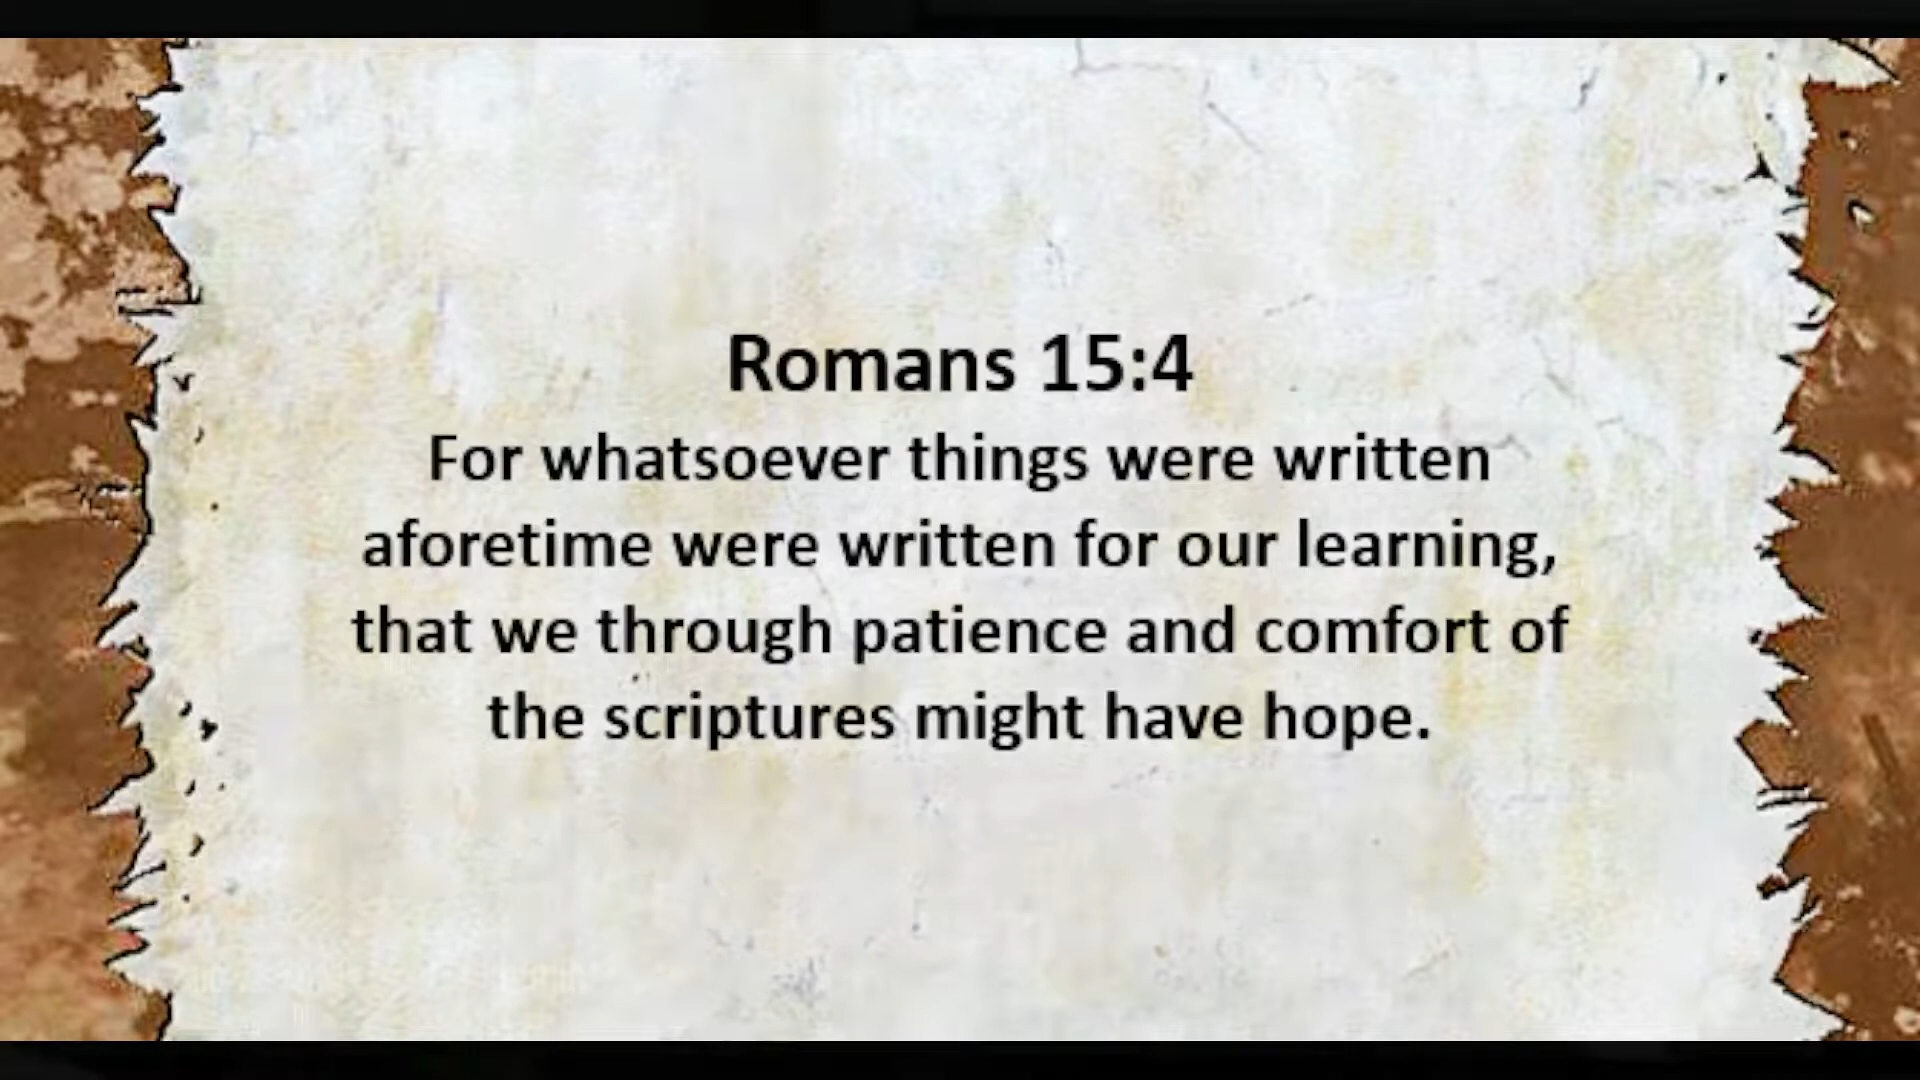 Romans 15:4
For whatsoever things were written
aforetime were written for our learning,
that we through patience and comfort of
the scriptures might have hope.